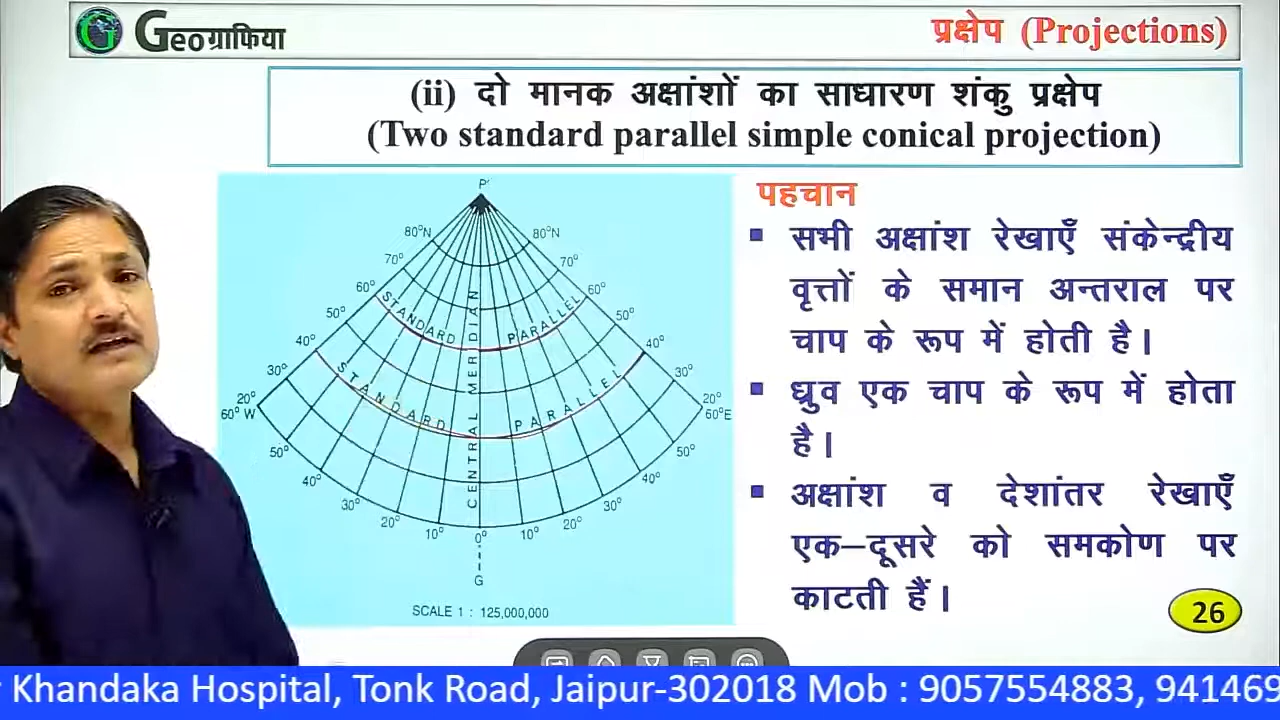 Geoग्राफिया
प्रक्षेप (Projections)
(ii) दो मानक अक्षांशों का साधारण शंकु प्रक्षेप
(Two standard parallel simple conical projection)
P'
80°N 80°N
70° 70°
60° 60°
50° 50°
40° 40°
30° 30°
20° 20°
60° W 60°E
50° 50°
40° 40°
30° 30°
20° 20°
10° 10°
0°
G
STANDARD PARALLEL
STANDARD PARALLEL
CENTRAL MERIDIAN
SCALE 1 : 125,000,000
पहचान
▪ सभी अक्षांश रेखाएँ संकेन्द्रीय
वृत्तों के समान अन्तराल पर
चाप के रूप में होती है।
▪ ध्रुव एक चाप के रूप में होता
है।
▪ अक्षांश व देशांतर रेखाएँ
एक–दूसरे को समकोण पर
काटती हैं।
26
Khandaka Hospital, Tonk Road, Jaipur-302018 Mob : 9057554883, 941469